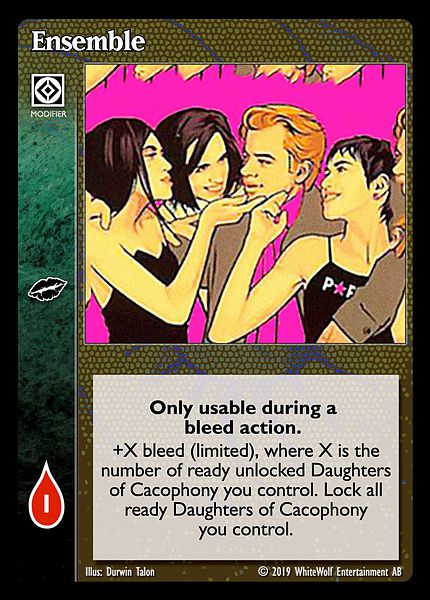 Ensemble
MODIFIER
P★F
Only usable during a
bleed action.
+X bleed (limited), where X is the
number of ready unlocked Daughters
of Cacophony you control. Lock all
ready Daughters of Cacophony
you control.
1
Illus: Durwin Talon
© 2019 WhiteWolf Entertainment AB